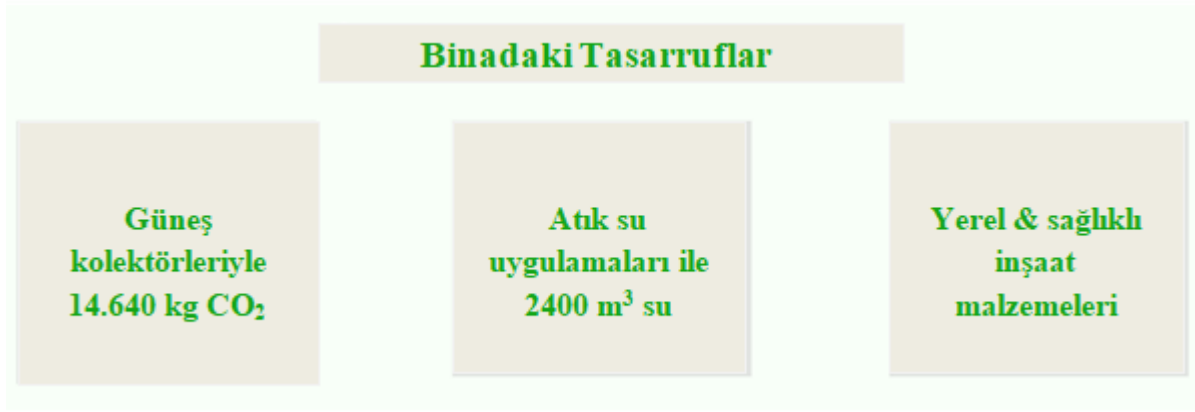 Binadaki Tasarruflar
Güneş
kolektörleriyle
14.640 kg CO₂
Atık su
uygulamaları ile
2400 m³ su
Yerel & sağlıklı
inşaat
malzemeleri